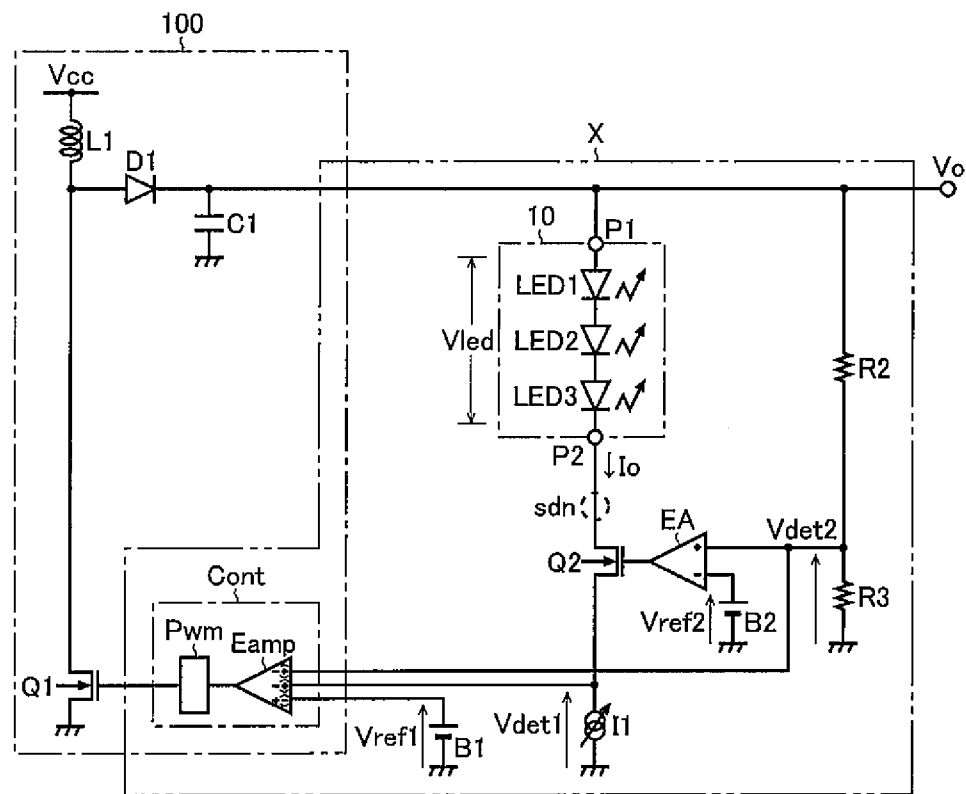 100
Vcc
L1
D1
C1
X
Vo
10
P1
LED1
LED2
LED3
Vled
P2
Io
sdn
EA
+
-
Q2
Vdet2
Vref2
B2
R2
R3
Cont
Pwm
Eamp
Q1
Vref1
B1
Vdet1
I1